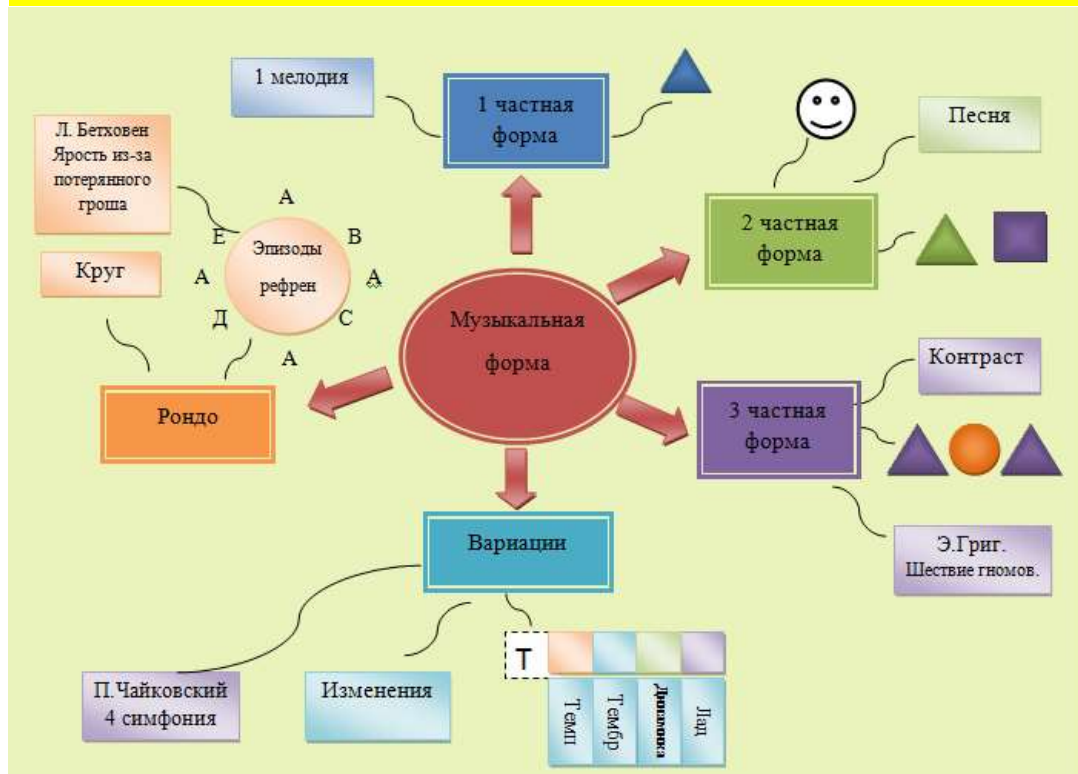 1 мелодия
1 частная
форма
Песня
Л. Бетховен
Ярость из-за
потерянного
гроша
А
Е
В
Эпизоды
рефрен
А
А
Д
С
А
Круг
2 частная
форма
Музыкальная
форма
Контраст
3 частная
форма
Рондо
Э.Григ.
Шествие гномов.
Вариации
Т
П.Чайковский
4 симфония
Изменения
Темп
Тембр
Динамика
Лад